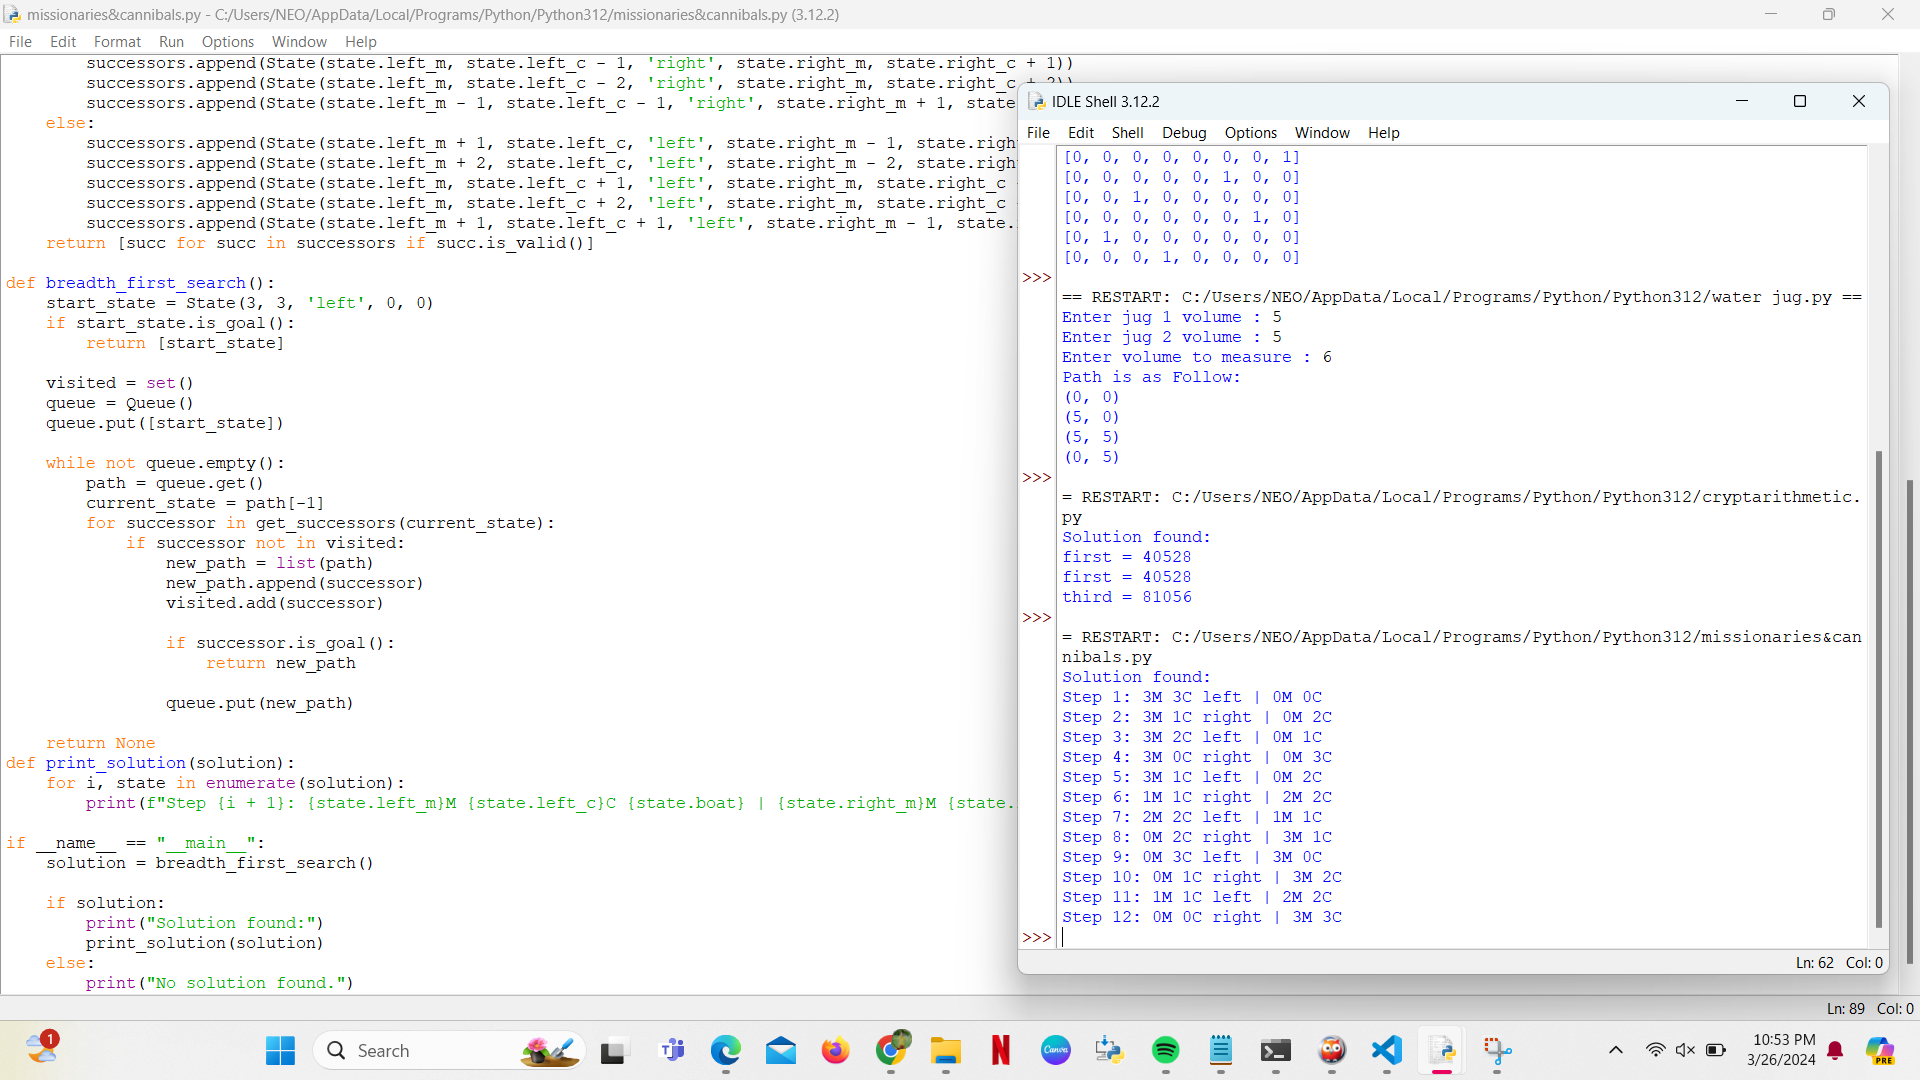 missionaries&cannibals.py - C:/Users/NEO/AppData/Local/Programs/Python/Python312/missionaries&cannibals.py (3.12.2)
File Edit Format Run Options Window Help
        successors.append(State(state.left_m, state.left_c - 1, 'right', state.right_m, state.right_c + 1))
        successors.append(State(state.left_m, state.left_c - 2, 'right', state.right_m, state.right_c + 2))
        successors.append(State(state.left_m - 1, state.left_c - 1, 'right', state.right_m + 1, state
    else:
        successors.append(State(state.left_m + 1, state.left_c, 'left', state.right_m - 1, state.righ
        successors.append(State(state.left_m + 2, state.left_c, 'left', state.right_m - 2, state.righ
        successors.append(State(state.left_m, state.left_c + 1, 'left', state.right_m, state.right_c
        successors.append(State(state.left_m, state.left_c + 2, 'left', state.right_m, state.right_c
        successors.append(State(state.left_m + 1, state.left_c + 1, 'left', state.right_m - 1, state.
    return [succ for succ in successors if succ.is_valid()]
def breadth_first_search():
    start_state = State(3, 3, 'left', 0, 0)
    if start_state.is_goal():
        return [start_state]
    visited = set()
    queue = Queue()
    queue.put([start_state])
    while not queue.empty():
        path = queue.get()
        current_state = path[-1]
        for successor in get_successors(current_state):
            if successor not in visited:
                new_path = list(path)
                new_path.append(successor)
                visited.add(successor)
                if successor.is_goal():
                    return new_path
                queue.put(new_path)
    return None
def print_solution(solution):
    for i, state in enumerate(solution):
        print(f"Step {i + 1}: {state.left_m}M {state.left_c}C {state.boat} | {state.right_m}M {state.
if __name__ == "__main__":
    solution = breadth_first_search()
    if solution:
        print("Solution found:")
        print_solution(solution)
    else:
        print("No solution found.")
Ln: 89 Col: 0
IDLE Shell 3.12.2
File Edit Shell Debug Options Window Help
[0, 0, 0, 0, 0, 0, 0, 1]
[0, 0, 0, 0, 0, 1, 0, 0]
[0, 0, 1, 0, 0, 0, 0, 0]
[0, 0, 0, 0, 0, 0, 1, 0]
[0, 1, 0, 0, 0, 0, 0, 0]
[0, 0, 0, 1, 0, 0, 0, 0]
>>>
== RESTART: C:/Users/NEO/AppData/Local/Programs/Python/Python312/water jug.py ==
Enter jug 1 volume : 5
Enter jug 2 volume : 5
Enter volume to measure : 6
Path is as Follow:
(0, 0)
(5, 0)
(5, 5)
(0, 5)
>>>
= RESTART: C:/Users/NEO/AppData/Local/Programs/Python/Python312/cryptarithmetic.
py
Solution found:
first = 40528
first = 40528
third = 81056
>>>
= RESTART: C:/Users/NEO/AppData/Local/Programs/Python/Python312/missionaries&can
nibals.py
Solution found:
Step 1: 3M 3C left | 0M 0C
Step 2: 3M 1C right | 0M 2C
Step 3: 3M 2C left | 0M 1C
Step 4: 3M 0C right | 0M 3C
Step 5: 3M 1C left | 0M 2C
Step 6: 1M 1C right | 2M 2C
Step 7: 2M 2C left | 1M 1C
Step 8: 0M 2C right | 3M 1C
Step 9: 0M 3C left | 3M 0C
Step 10: 0M 1C right | 3M 2C
Step 11: 1M 1C left | 2M 2C
Step 12: 0M 0C right | 3M 3C
>>>
Ln: 62 Col: 0
1
Search
N
Canva
10:53 PM
3/26/2024
PRE